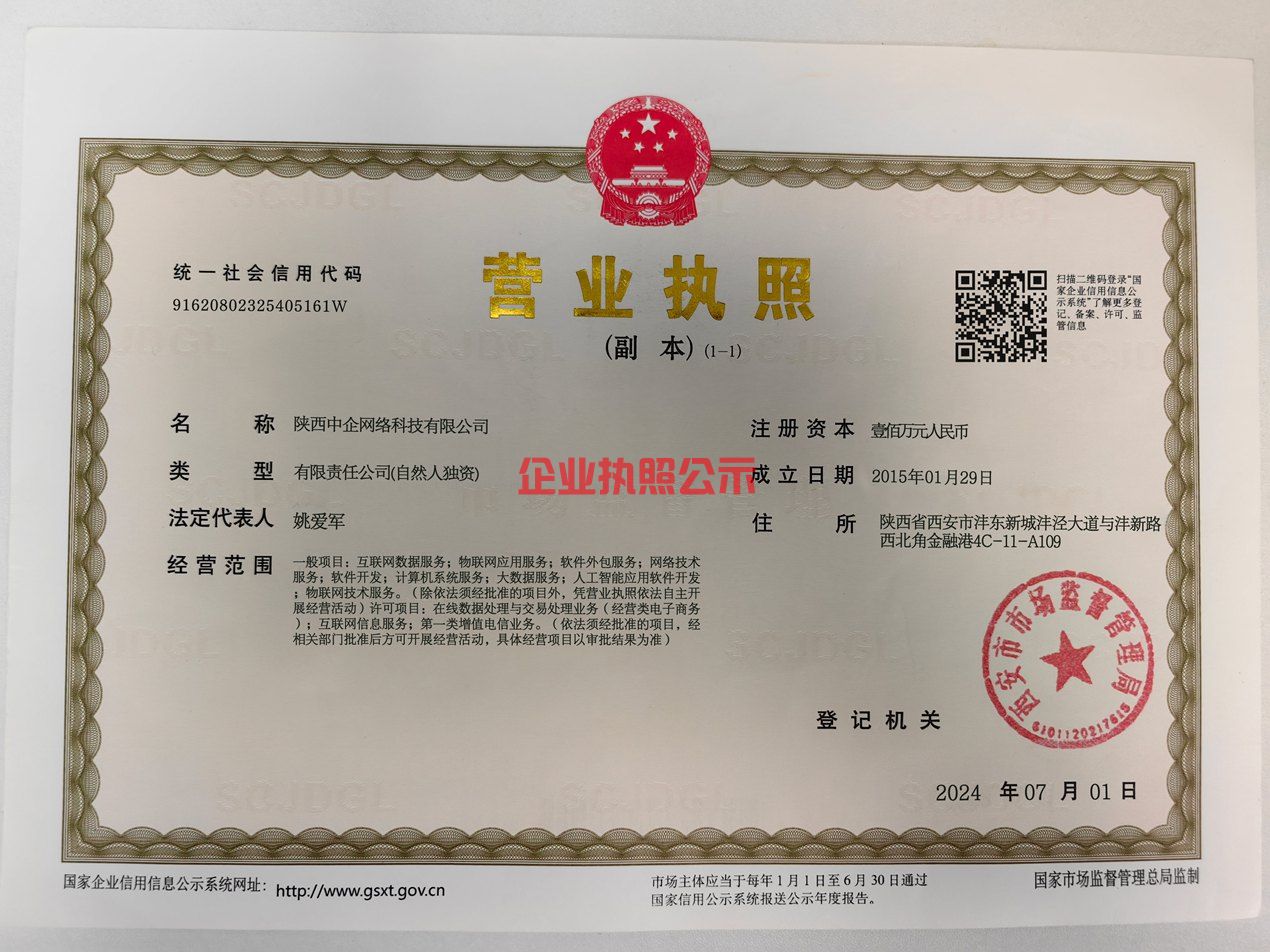 统一社会信用代码
91620802325405161W
营业执照
(副 本) (1-1)
扫描二维码登录“国
家企业信用信息公
示系统”了解更多登
记、备案、许可、监
管信息
名 称 陕西中企网络科技有限公司
类 型 有限责任公司(自然人独资)
法定代表人 姚爱军
经营范围 一般项目：互联网数据服务；物联网应用服务；软件外包服务；网络技术
服务；软件开发；计算机系统服务；大数据服务；人工智能应用软件开发
；物联网技术服务。（除依法须经批准的项目外，凭营业执照依法自主开
展经营活动）许可项目：在线数据处理与交易处理业务（经营类电子商务
）；互联网信息服务；第一类增值电信业务。（依法须经批准的项目，经
相关部门批准后方可开展经营活动，具体经营项目以审批结果为准）
企业执照公示
注册资本 壹佰万元人民币
成立日期 2015年01月29日
住 所 陕西省西安市沣东新城沣泾大道与沣新路
西北角金融港4C-11-A109
西安市市场监督管理局
6101120217615
登记机关
2024 年 07 月 01 日
国家企业信用信息公示系统网址： http://www.gsxt.gov.cn
市场主体应当于每年1月1日至6月30日通过
国家信用公示系统报送公示年度报告。
国家市场监督管理总局监制
SCJDGL